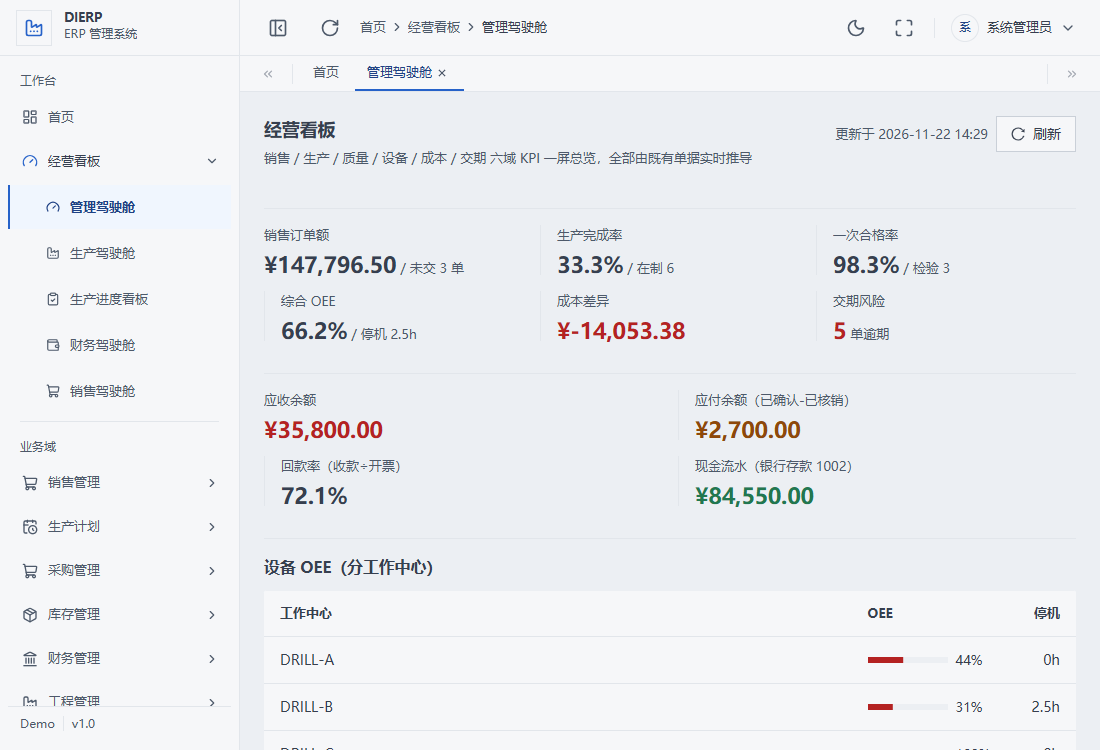 DIERP
ERP 管理系统
工作台
首页
经营看板
管理驾驶舱
生产驾驶舱
生产进度看板
财务驾驶舱
销售驾驶舱
业务域
销售管理
生产计划
采购管理
库存管理
财务管理
工程管理
Demo v1.0
首页 > 经营看板 > 管理驾驶舱
系 系统管理员
« 首页 管理驾驶舱 × »
经营看板
销售 / 生产 / 质量 / 设备 / 成本 / 交期 六域 KPI 一屏总览，全部由既有单据实时推导
更新于 2026-11-22 14:29 刷新
销售订单额 生产完成率 一次合格率
¥147,796.50 / 未交 3 单 33.3% / 在制 6 98.3% / 检验 3
综合 OEE 成本差异 交期风险
66.2% / 停机 2.5h ¥-14,053.38 5 单逾期
应收余额 应付余额（已确认-已核销）
¥35,800.00 ¥2,700.00
回款率（收款÷开票） 现金流水（银行存款 1002）
72.1% ¥84,550.00
设备 OEE（分工作中心）
工作中心 OEE 停机
DRILL-A 44% 0h
DRILL-B 31% 2.5h